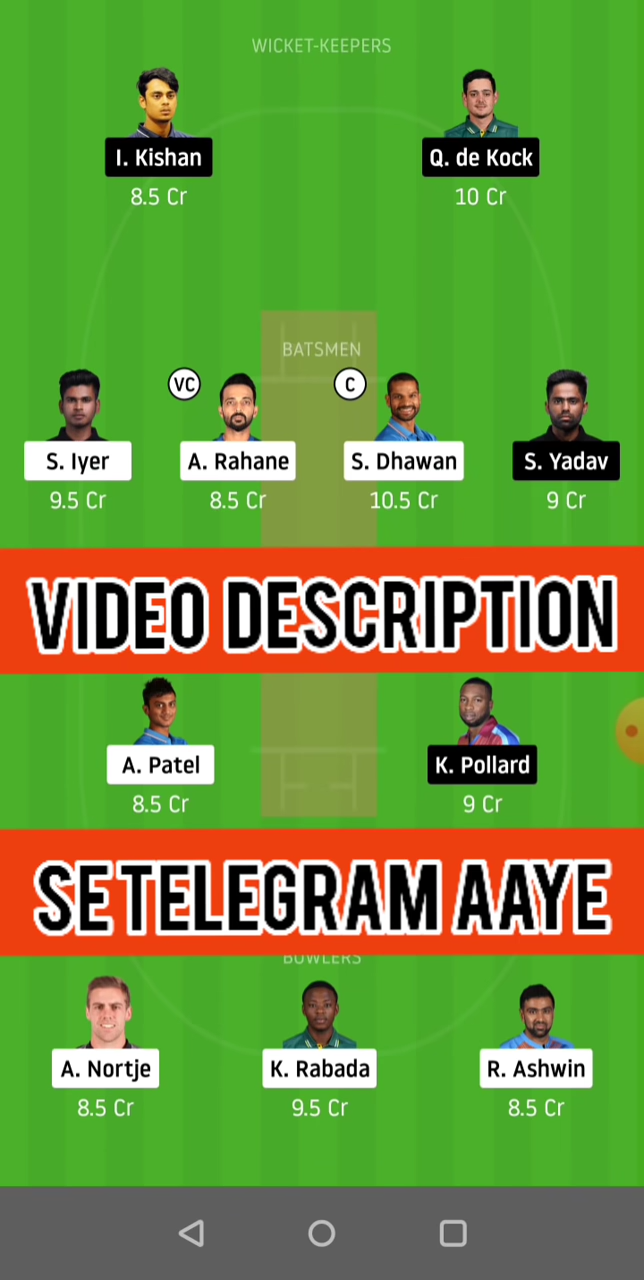 WICKET-KEEPERS
I. Kishan Q. de Kock
8.5 Cr 10 Cr
BATSMEN
VC C
S. Iyer A. Rahane S. Dhawan S. Yadav
9.5 Cr 8.5 Cr 10.5 Cr 9 Cr
VIDEO DESCRIPTION
A. Patel K. Pollard
8.5 Cr 9 Cr
SE TELEGRAM AAYE
BOWLERS
A. Nortje K. Rabada R. Ashwin
8.5 Cr 9.5 Cr 8.5 Cr